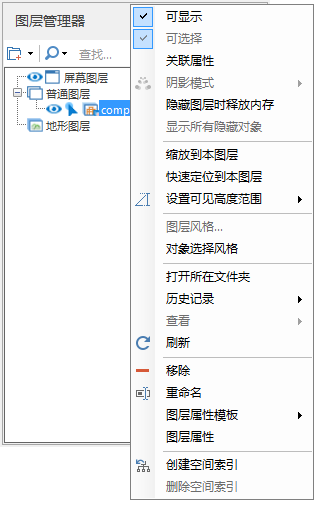 图层管理器
查找...
屏幕图层
普通图层
comp
地形图层
可显示
可选择
关联属性
阴影模式
隐藏图层时释放内存
显示所有隐藏对象
缩放到本图层
快速定位到本图层
设置可见高度范围
图层风格...
对象选择风格
打开所在文件夹
历史记录
查看
刷新
移除
重命名
图层属性模板
图层属性
创建空间索引
删除空间索引